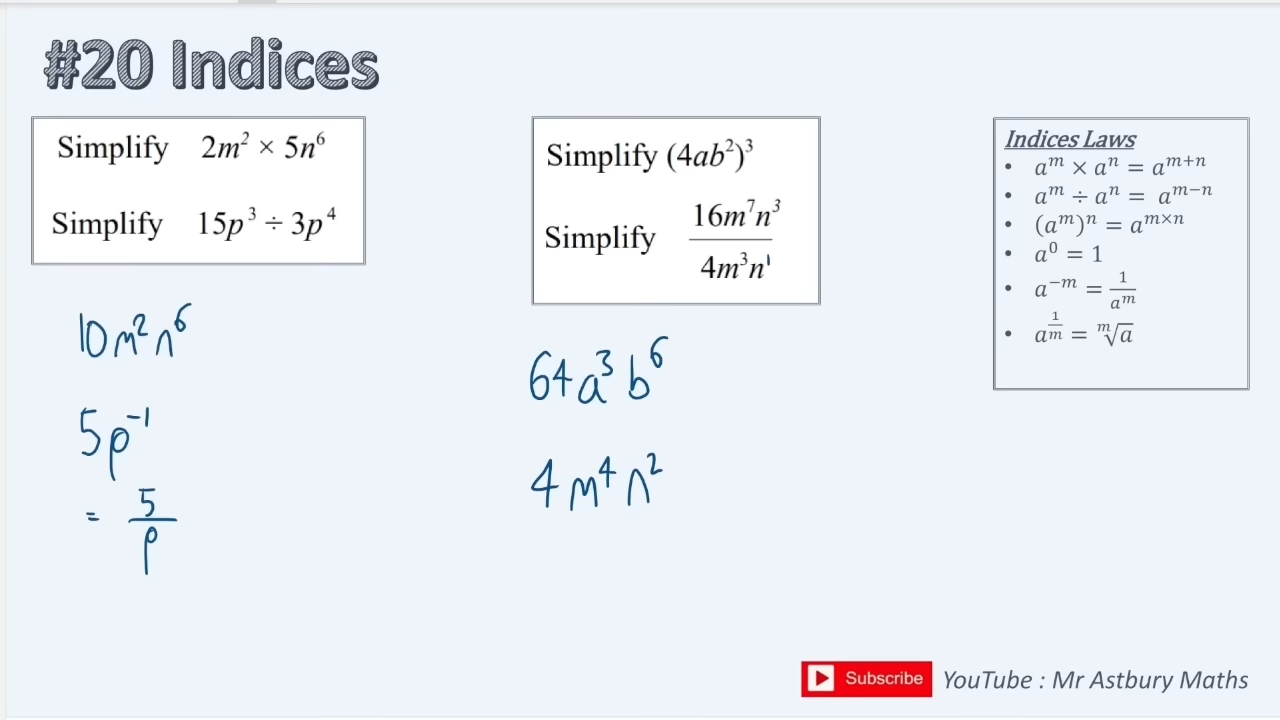 #20 Indices
Simplify 2m² × 5n⁶
Simplify 15p³ ÷ 3p⁴
10m²n⁶
5p⁻¹
= 5/p
Simplify (4ab²)³
Simplify 16m⁷n³/4m³n¹
64a³b⁶
4m⁴n²
Indices Laws
• aᵐ × aⁿ = aᵐ⁺ⁿ
• aᵐ ÷ aⁿ = aᵐ⁻ⁿ
• (aᵐ)ⁿ = aᵐˣⁿ
• a⁰ = 1
• a⁻ᵐ = 1/aᵐ
• a^(1/m) = ᵐ√a
Subscribe
YouTube : Mr Astbury Maths